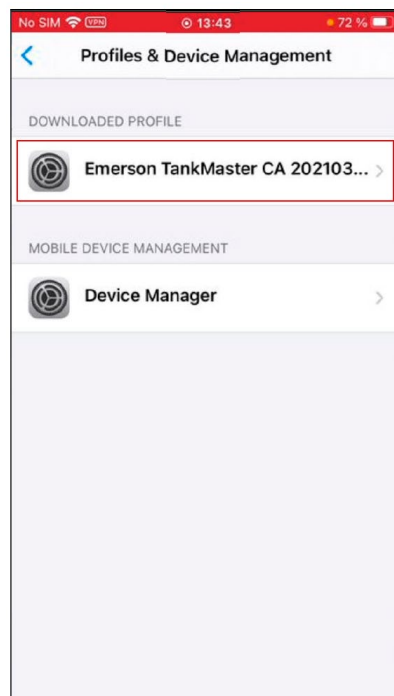 No SIM VPN 13:43 72 %
Profiles & Device Management
DOWNLOADED PROFILE
Emerson TankMaster CA 202103...
MOBILE DEVICE MANAGEMENT
Device Manager